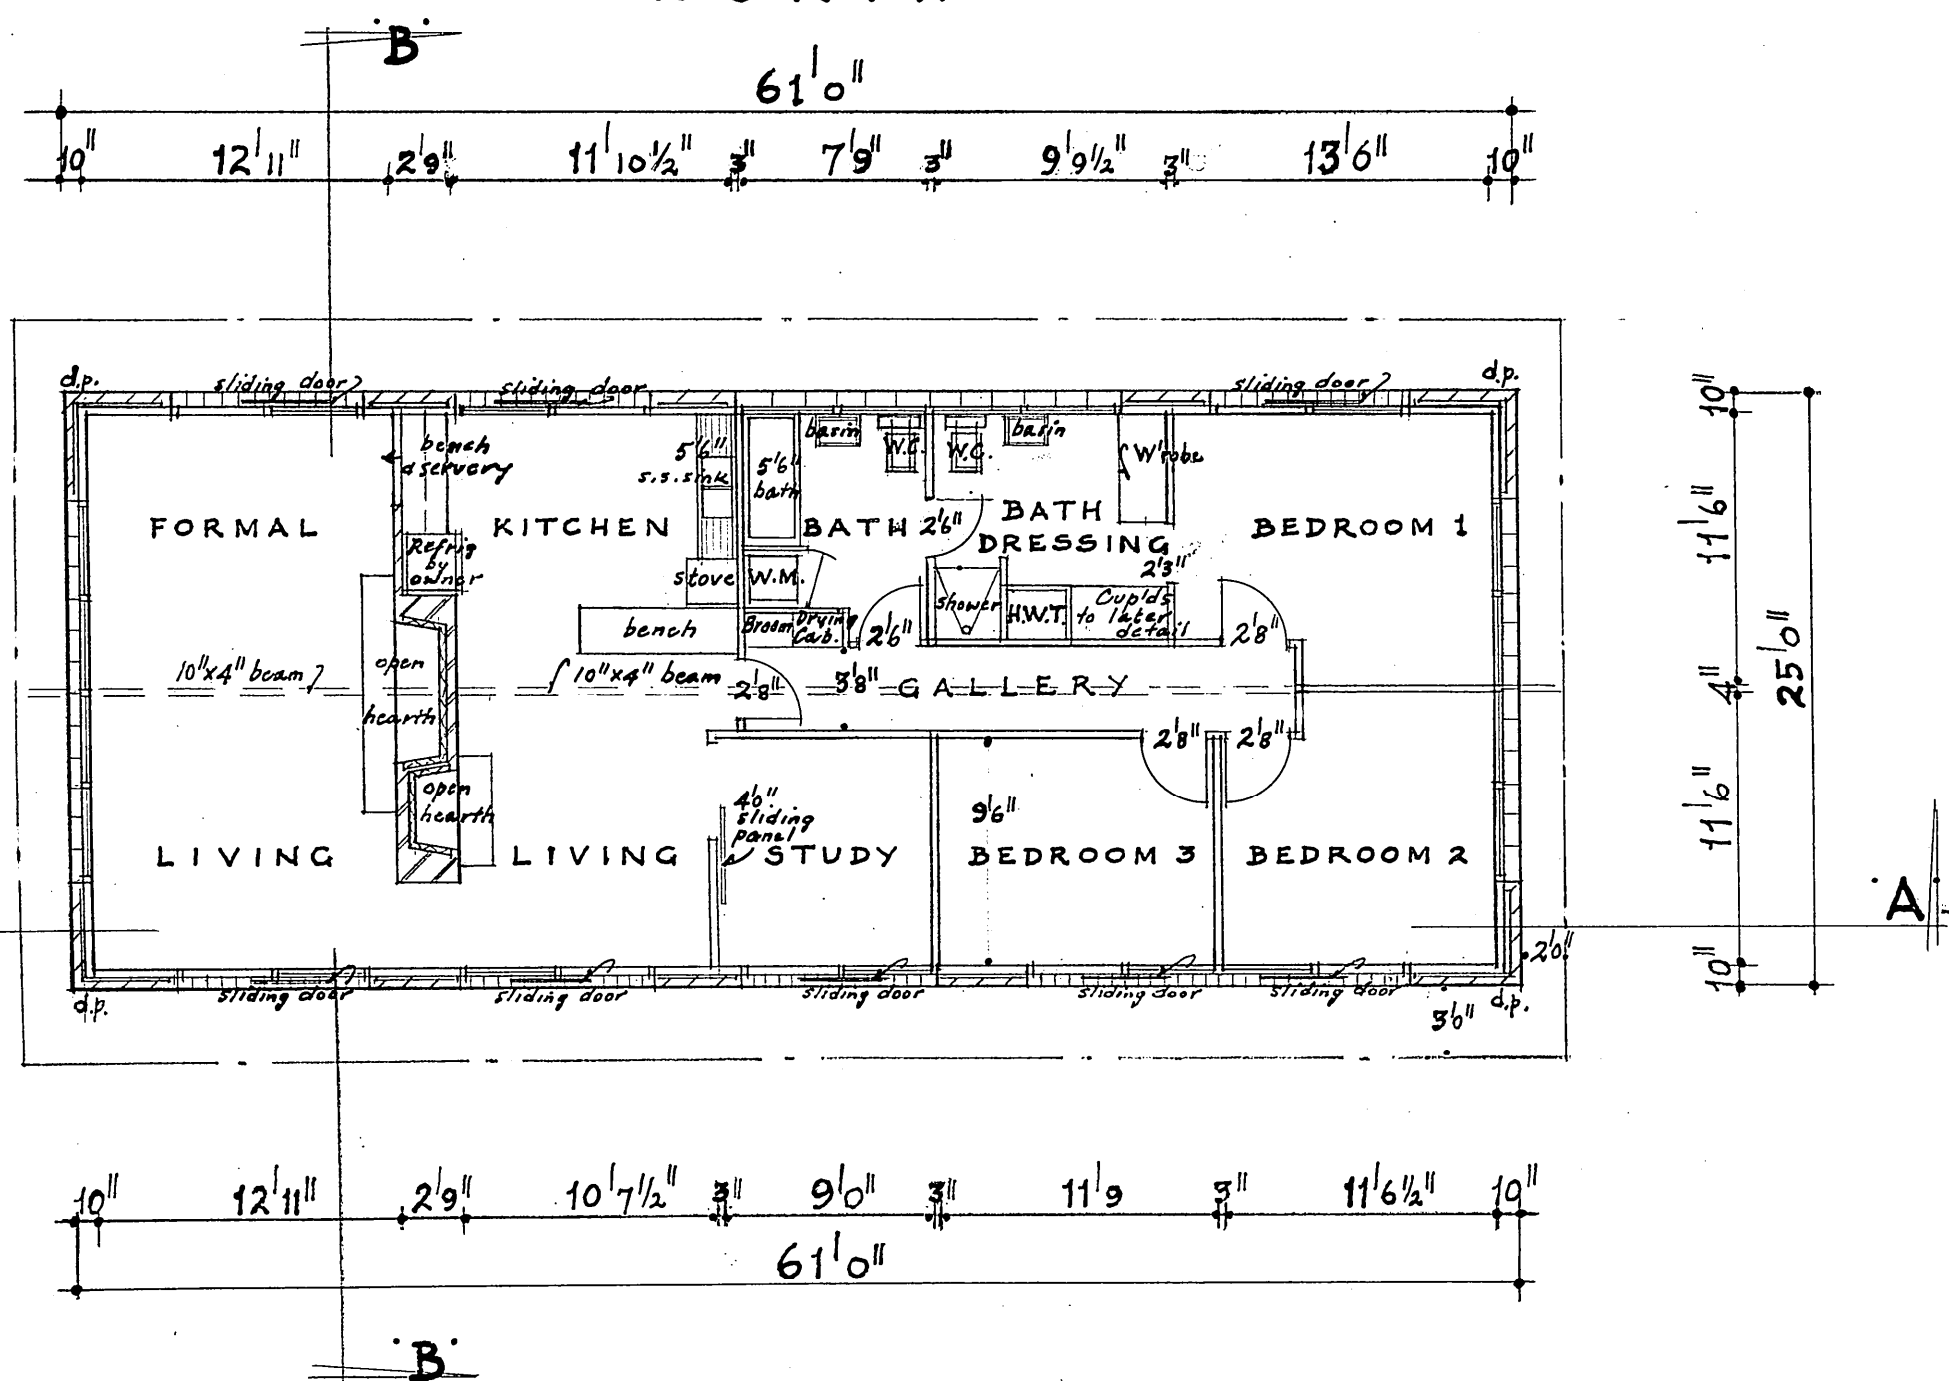 B
61'0"
10" 12'11" 2'9" 11'10½" 3" 7'9" 3" 9'9½" 3" 13'6" 10"
d.p. sliding door sliding door sliding door d.p.
bench
& servery
5'6"
s.s.sink
5'6"
bath
basin W.C. W.C. basin
W'robe
FORMAL KITCHEN BATH 2'6" BATH
DRESSING BEDROOM 1
Refrig
by
owner
stove W.M.
2'3"
bench
Broom Drying
Cab.
2'6"
shower H.W.T.
Cup'ds
to later
detail
2'8"
open
hearth
10"x4" beam 10"x4" beam 2'8" 3'8" GALLERY
2'8" 2'8"
open
hearth
4'0"
sliding
panel
9'6"
LIVING LIVING STUDY BEDROOM 3 BEDROOM 2
d.p. sliding door sliding door sliding door sliding door sliding door d.p.
2'0"
3'0"
10"
11'6"
4"
11'6"
10"
25'0"
A
10" 12'11" 2'9" 10'7½" 3" 9'0" 3" 11'9 3" 11'6½" 10"
61'0"
B